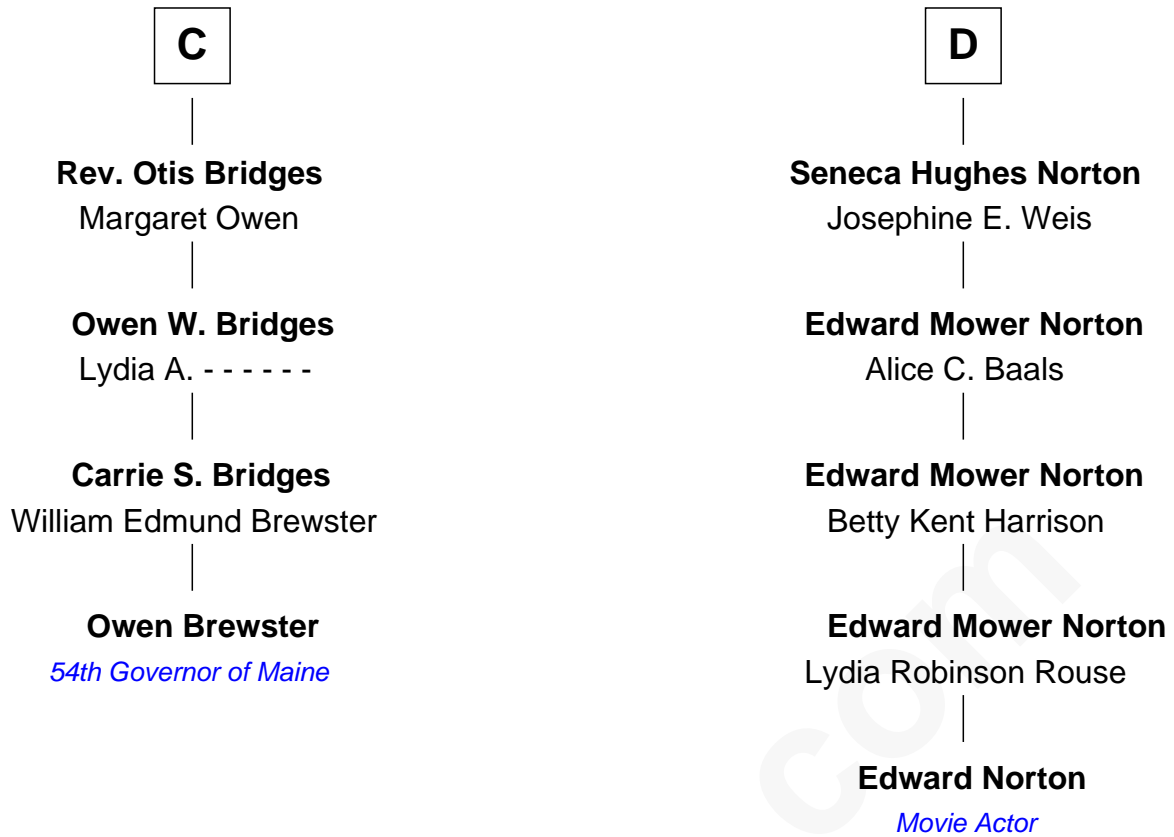 C
Rev. Otis Bridges
Margaret Owen
Owen W. Bridges
Lydia A. - - - - - -
Carrie S. Bridges
William Edmund Brewster
Owen Brewster
54th Governor of Maine
D
Seneca Hughes Norton
Josephine E. Weis
Edward Mower Norton
Alice C. Baals
Edward Mower Norton
Betty Kent Harrison
Edward Mower Norton
Lydia Robinson Rouse
Edward Norton
Movie Actor
com